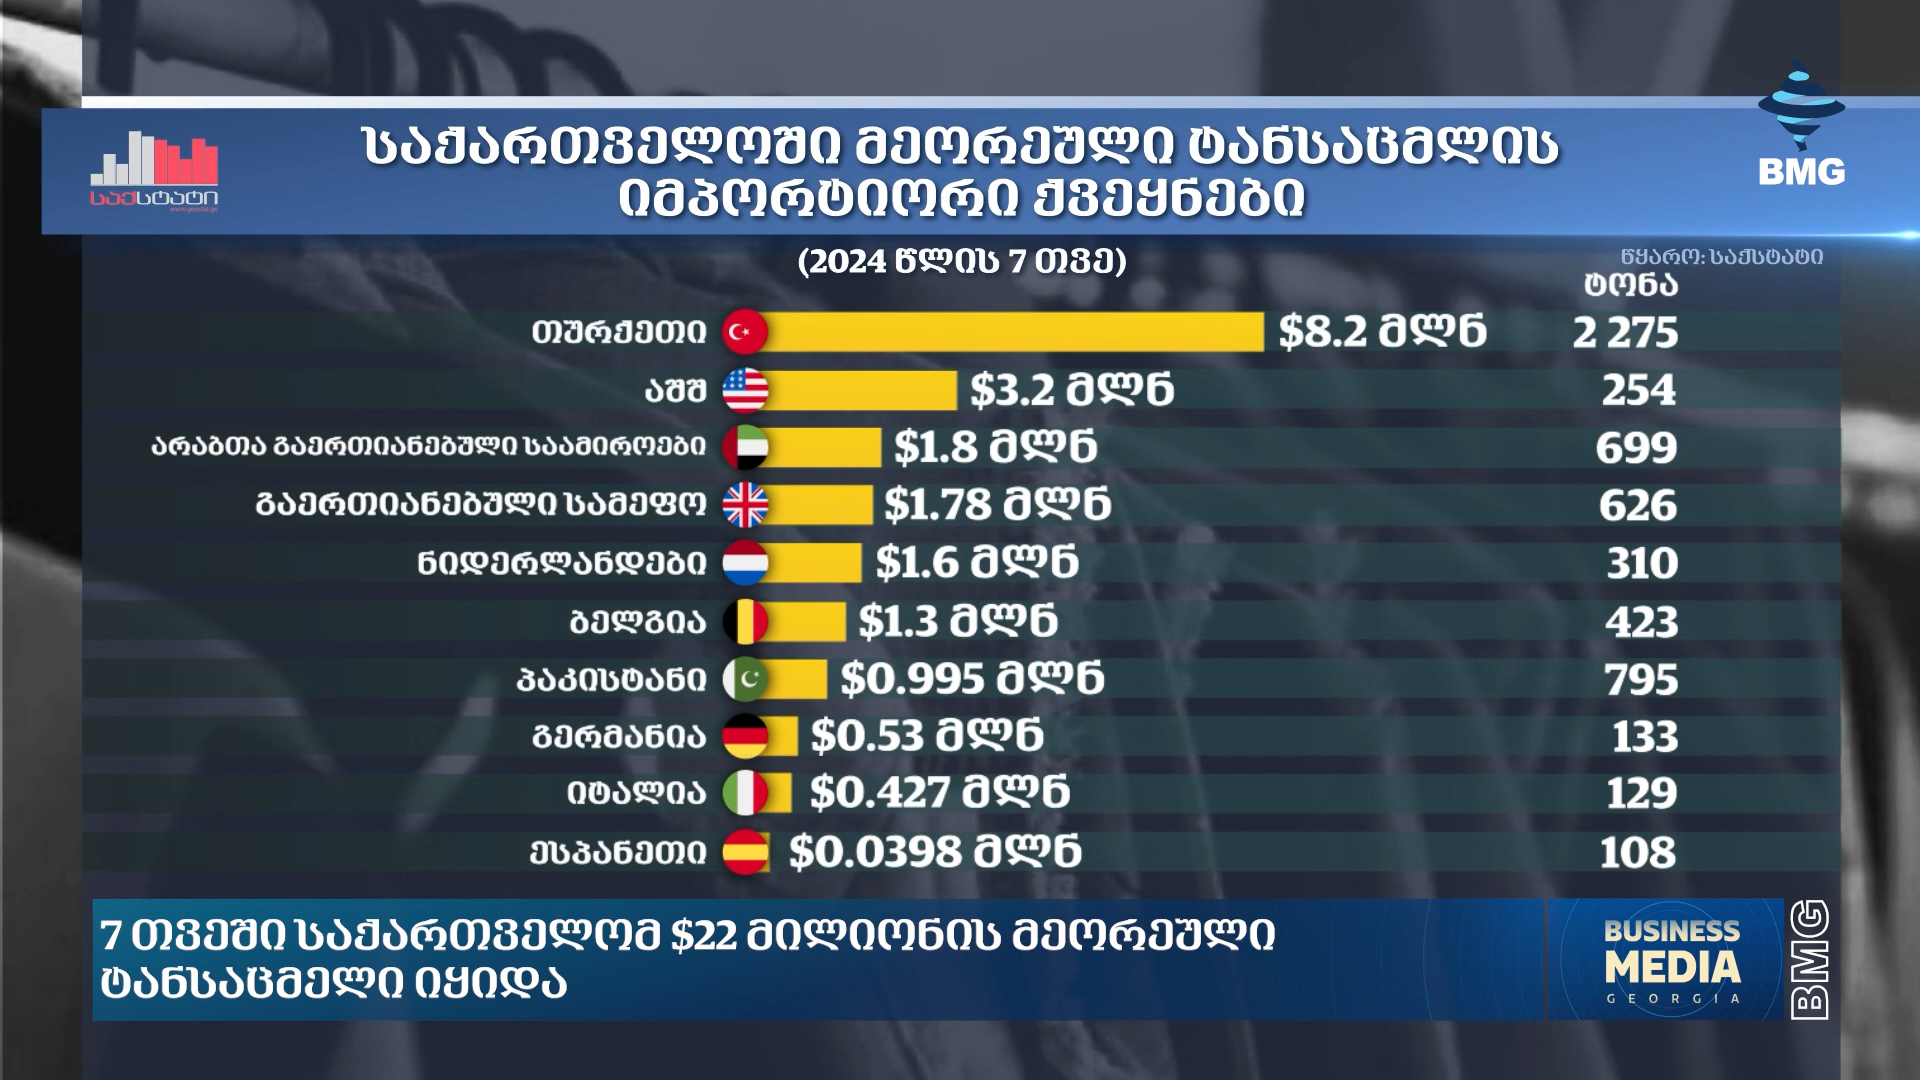 საქართველოში მეორეული ტანსაცმლის
იმპორტიორი ქვეყნები
საქსტატი
www.geostat.ge
BMG
(2024 წლის 7 თვე)
წყარო: საქსტატი
ტონა
თურქეთი $8.2 მლნ 2 275
აშშ $3.2 მლნ 254
არაბთა გაერთიანებული საამიროები $1.8 მლნ 699
გაერთიანებული სამეფო $1.78 მლნ 626
ნიდერლანდები $1.6 მლნ 310
ბელგია $1.3 მლნ 423
პაკისტანი $0.995 მლნ 795
გერმანია $0.53 მლნ 133
იტალია $0.427 მლნ 129
ესპანეთი $0.0398 მლნ 108
7 თვეში საქართველომ $22 მილიონის მეორეული
ტანსაცმელი იყიდა
BUSINESS
MEDIA
GEORGIA
BMG